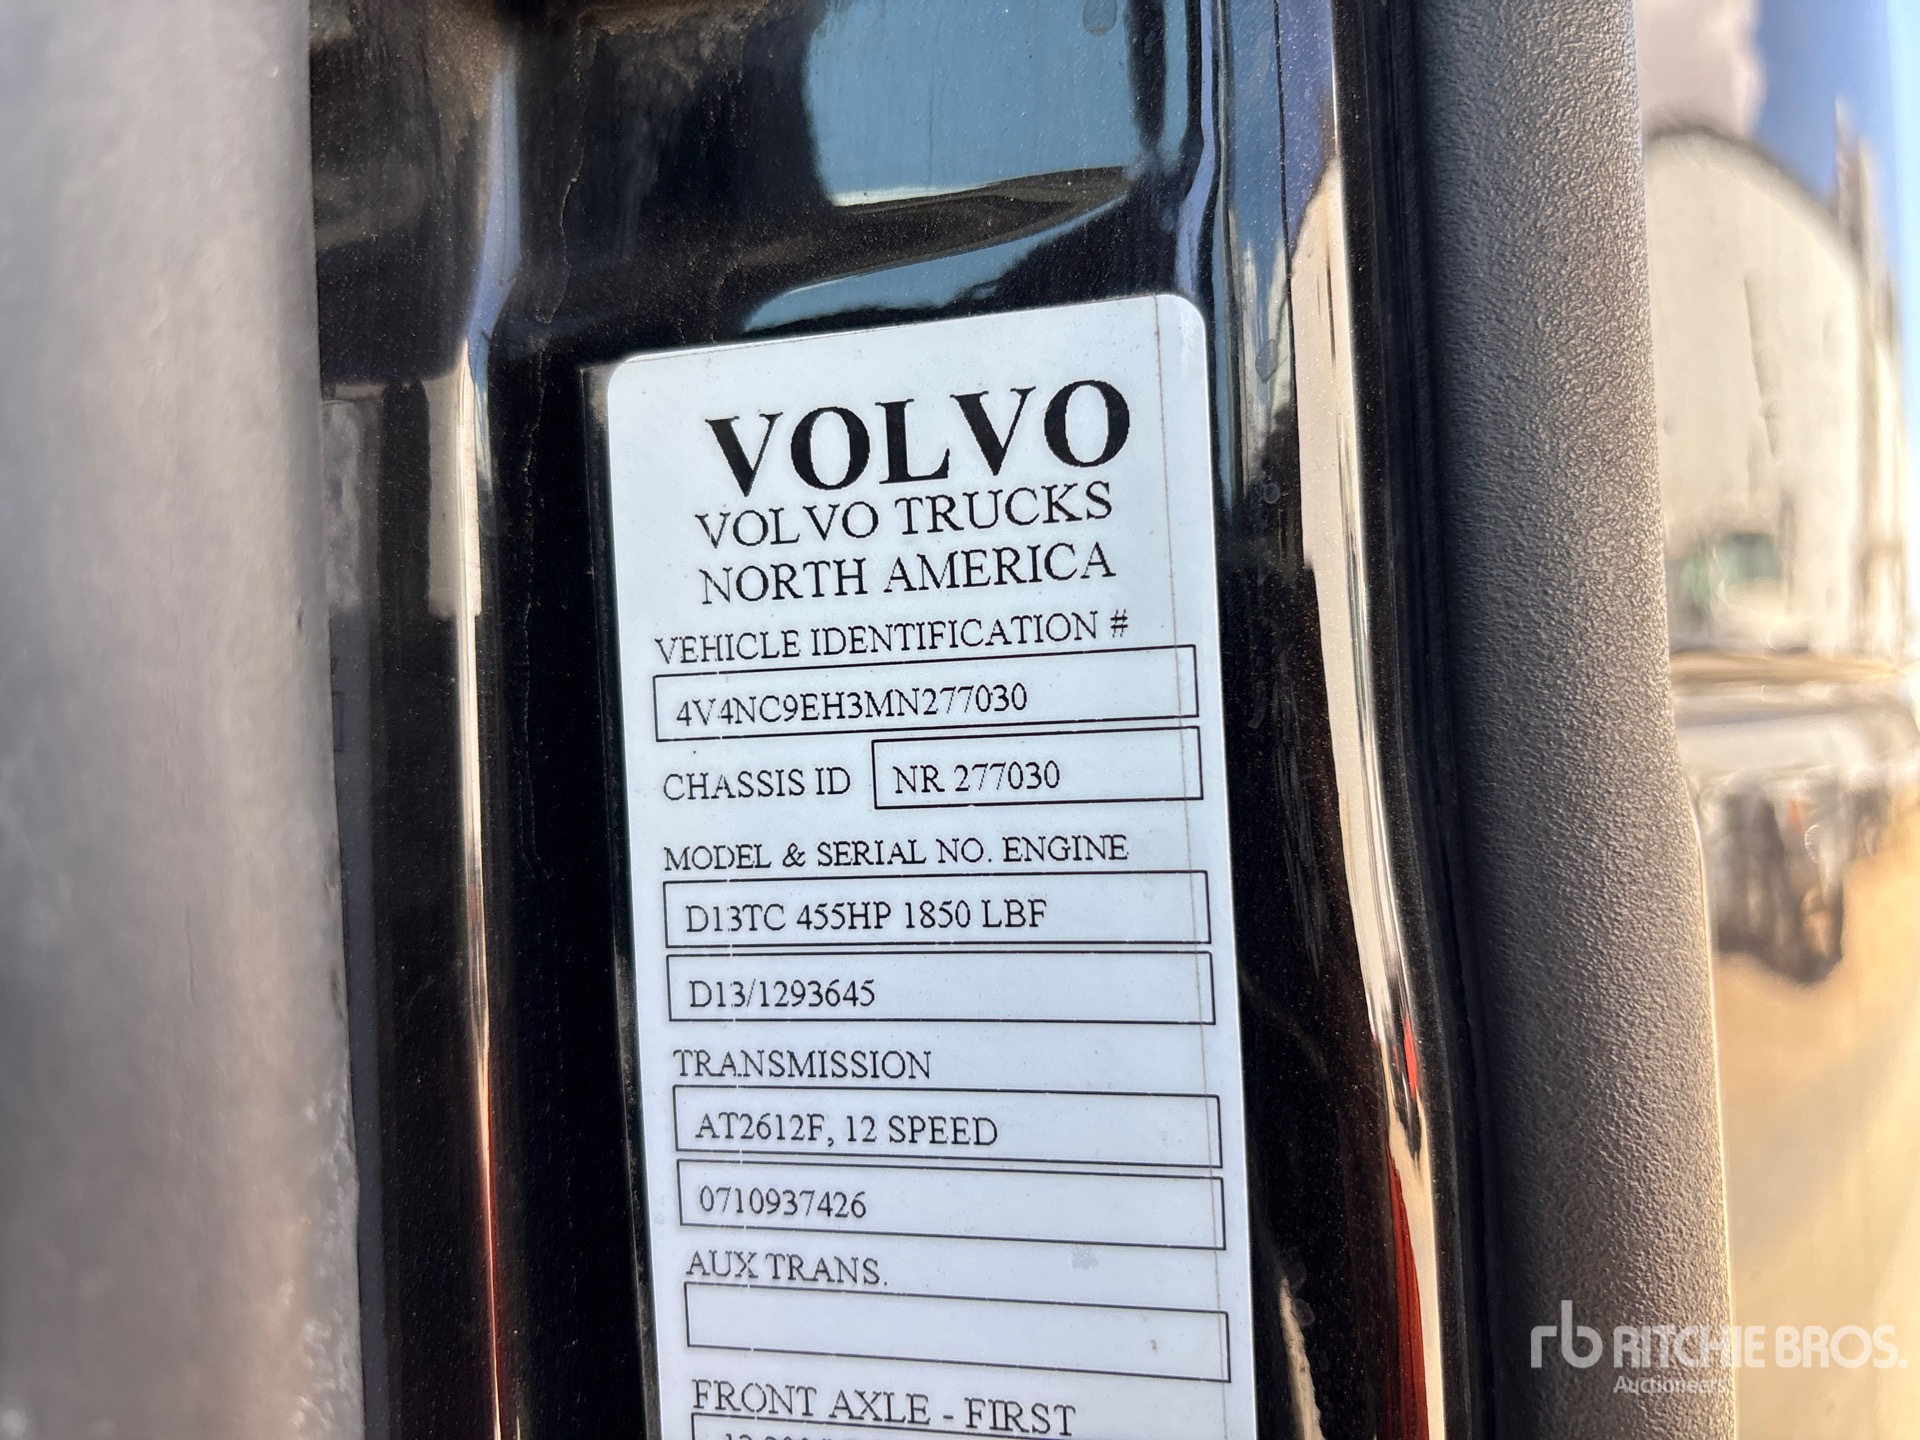 VOLVO
VOLVO TRUCKS
NORTH AMERICA
VEHICLE IDENTIFICATION #
4V4NC9EH3MN277030
CHASSIS ID NR 277030
MODEL & SERIAL NO. ENGINE
D13TC 455HP 1850 LBF
D13/1293645
TRANSMISSION
AT2612F, 12 SPEED
0710937426
AUX TRANS.
FRONT AXLE - FIRST
rb RITCHIE BROS.
Auctioneers